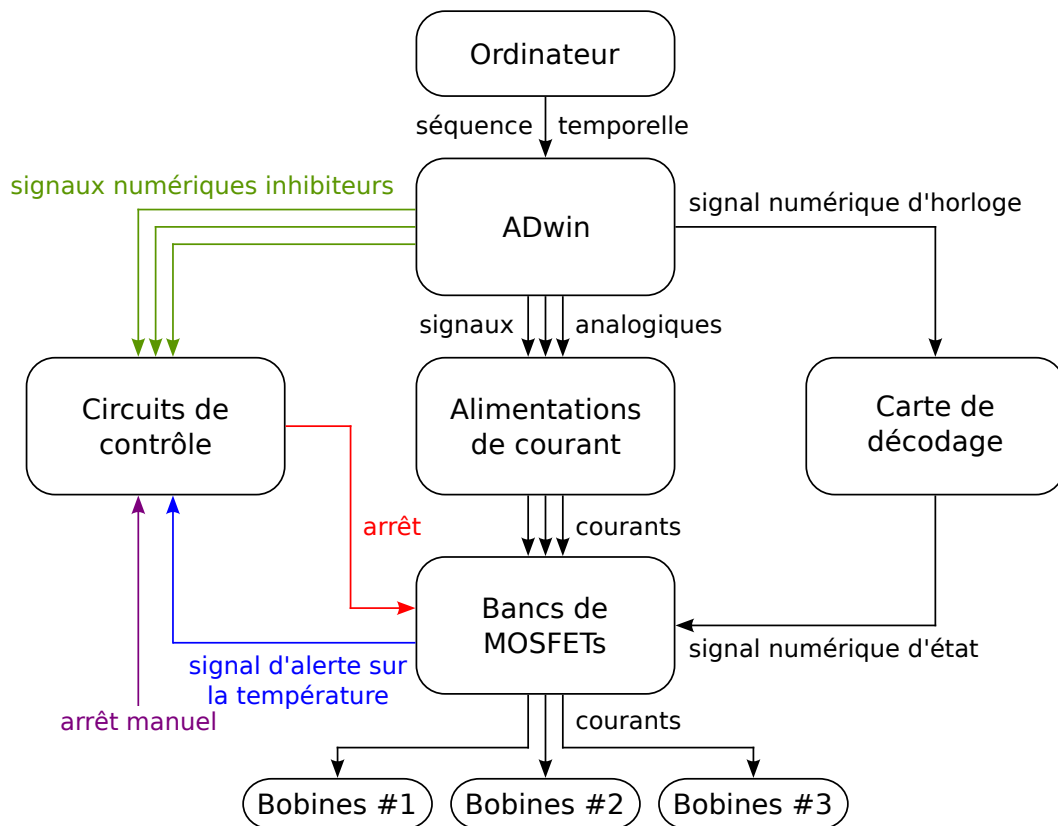 Ordinateur
séquence temporelle
signaux numériques inhibiteurs
ADwin
signal numérique d'horloge
signaux analogiques
Circuits de
contrôle
Alimentations
de courant
Carte de
décodage
arrêt
courants
Bancs de
MOSFETs
signal numérique d'état
signal d'alerte sur
la température
arrêt manuel
courants
Bobines #1
Bobines #2
Bobines #3